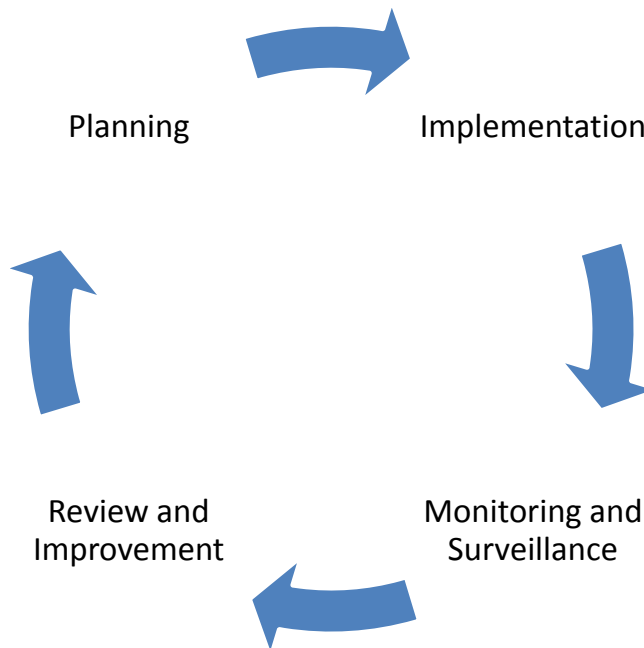 Planning
Implementation
Review and
Improvement
Monitoring and
Surveillance